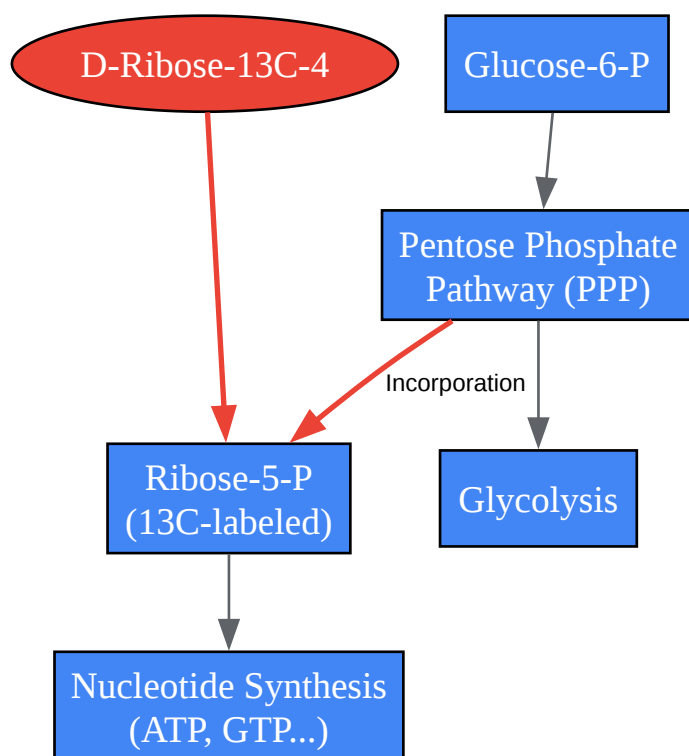 D-Ribose-13C-4
Glucose-6-P
Pentose Phosphate
Pathway (PPP)
Incorporation
Ribose-5-P
(13C-labeled)
Glycolysis
Nucleotide Synthesis
(ATP, GTP...)